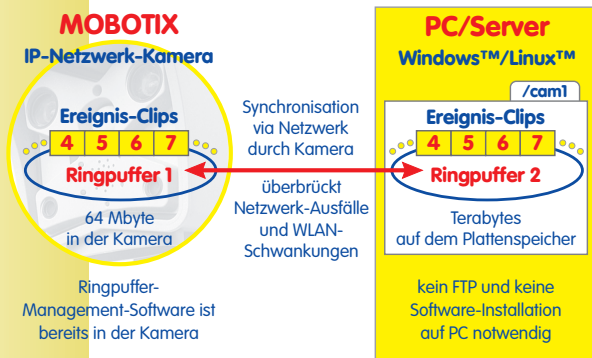 MOBOTIX
IP-Netzwerk-Kamera
Ereignis-Clips
4 5 6 7
Ringpuffer 1
64 Mbyte
in der Kamera
Ringpuffer-
Management-Software ist
bereits in der Kamera
Synchronisation
via Netzwerk
durch Kamera
überbrückt
Netzwerk-Ausfälle
und WLAN-
Schwankungen
PC/Server
Windows™/Linux™
/cam1
Ereignis-Clips
4 5 6 7
Ringpuffer 2
Terabytes
auf dem Plattenspeicher
kein FTP und keine
Software-Installation
auf PC notwendig